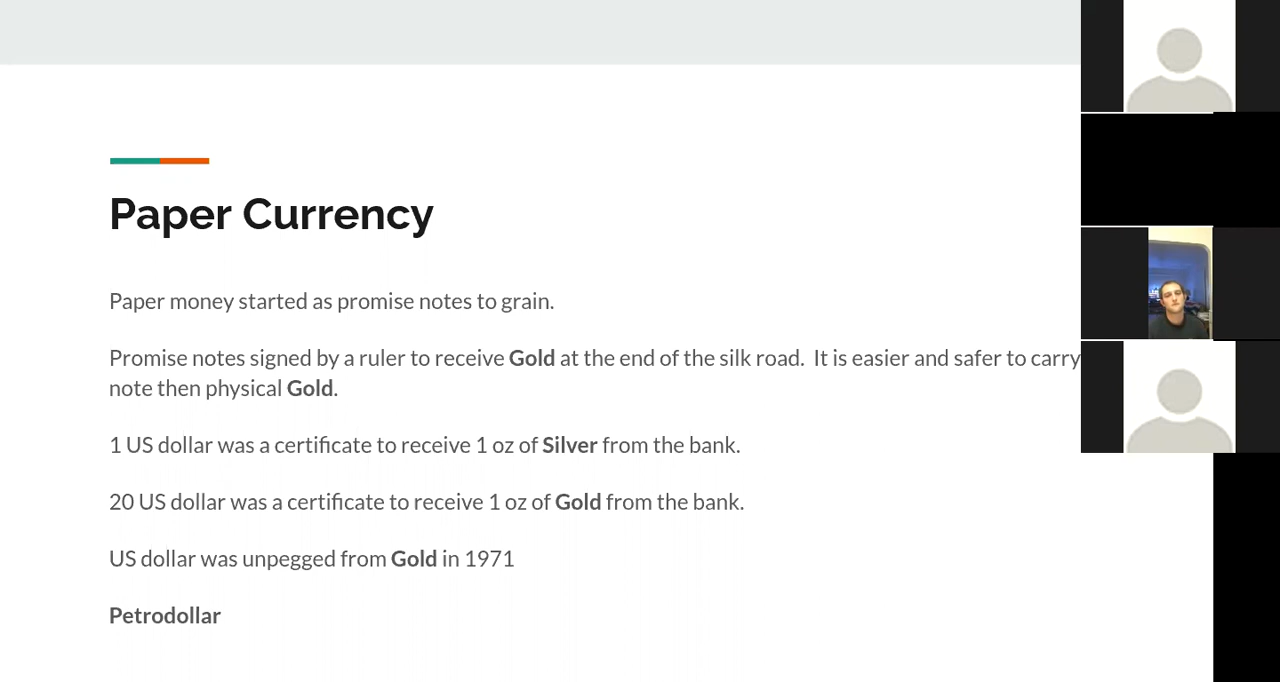 Paper Currency
Paper money started as promise notes to grain.
Promise notes signed by a ruler to receive Gold at the end of the silk road. It is easier and safer to carry
note then physical Gold.
1 US dollar was a certificate to receive 1 oz of Silver from the bank.
20 US dollar was a certificate to receive 1 oz of Gold from the bank.
US dollar was unpegged from Gold in 1971
Petrodollar